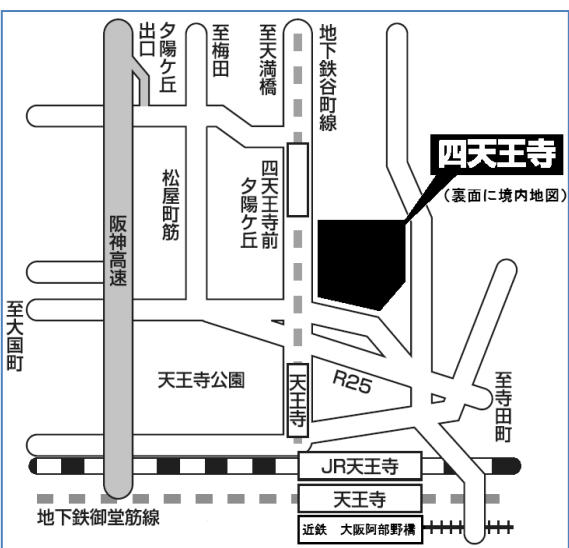 夕陽ケ丘
出口
至梅田
至天満橋
地下鉄谷町線
四天王寺
（裏面に境内地図）
松屋町筋
四天王寺前
夕陽ケ丘
阪神高速
至大国町
天王寺公園
天王寺
R25
至寺田町
JR天王寺
天王寺
地下鉄御堂筋線
近鉄 大阪阿部野橋